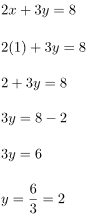 2x + 3y = 8
2(1) + 3y = 8
2 + 3y = 8
3y = 8 − 2
3y = 6
y = 6/3 = 2